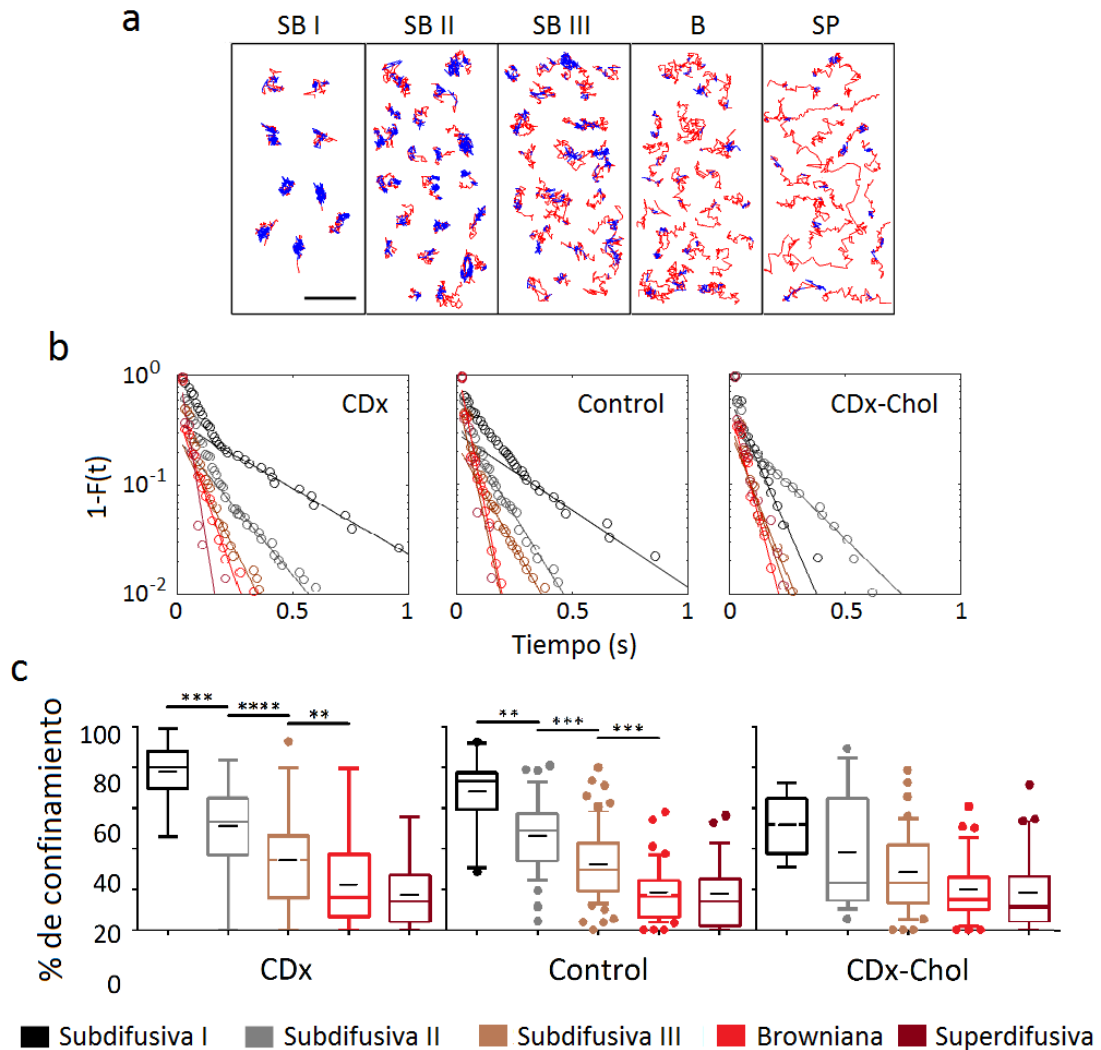 a
SB I SB II SB III B SP
b
CDx Control CDx-Chol
1-F(t)
10⁰
10⁻¹
10⁻²
0 0.5 1 0 0.5 1 0 0.5 1
Tiempo (s)
c
% de confinamiento
*** **** ** ** *** ***
100
80
60
40
20
0
CDx Control CDx-Chol
Subdifusiva I Subdifusiva II Subdifusiva III Browniana Superdifusiva